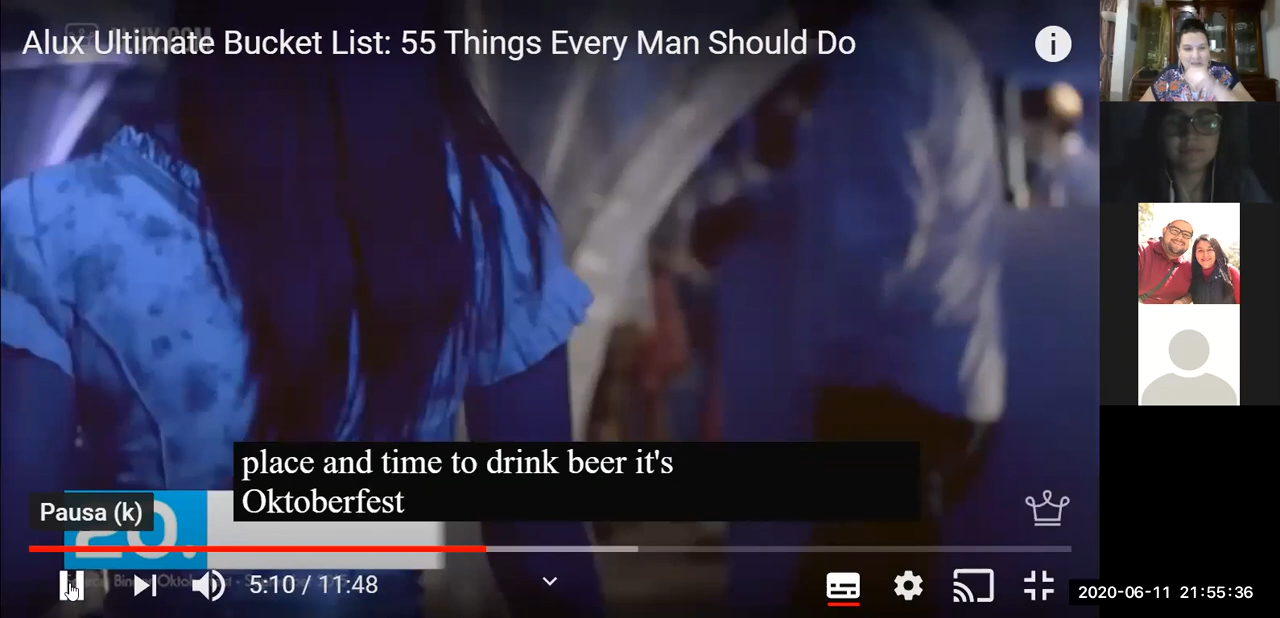 Alux Ultimate Bucket List: 55 Things Every Man Should Do
place and time to drink beer it's
Oktoberfest
Pausa (k)
20.
5:10 / 11:48
2020-06-11 21:55:36